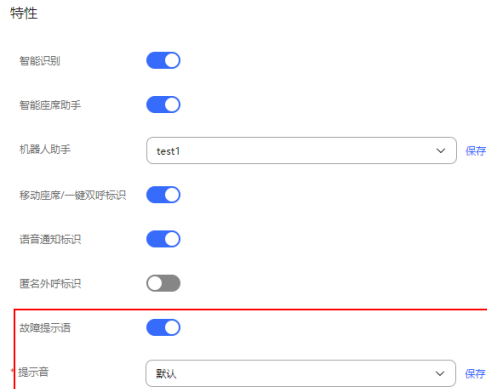 特性
智能识别
智能座席助手
机器人助手 test1 保存
移动座席/一键双呼标识
语音通知标识
匿名外呼标识
故障提示语
* 提示音 默认 保存